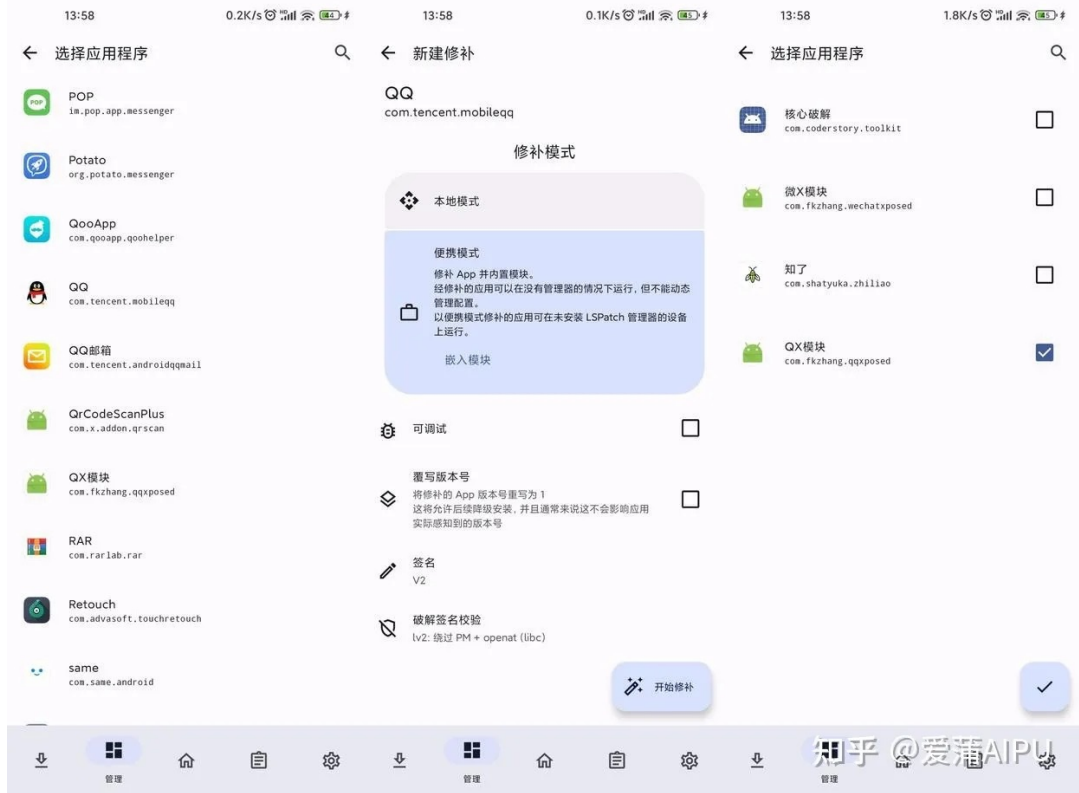 13:58
0.2K/s
HD
44
选择应用程序
POP
POP
im.pop.app.messenger
Potato
org.potato.messenger
QooApp
com.qooapp.qoohelper
QQ
com.tencent.mobileqq
QQ邮箱
com.tencent.androidqqmail
QrCodeScanPlus
com.x.addon.qrscan
QX模块
com.fkzhang.qqxposed
RAR
com.rarlab.rar
Retouch
com.advasoft.touchretouch
same
com.same.android
管理
13:58
0.1K/s
HD
45
新建修补
QQ
com.tencent.mobileqq
修补模式
本地模式
便携模式
修补 App 并内置模块。
经修补的应用可以在没有管理器的情况下运行，但不能动态
管理配置。
以便携模式修补的应用可在未安装 LSPatch 管理器的设备
上运行。
嵌入模块
可调试
覆写版本号
将修补的 App 版本号重写为 1
这将允许后续降级安装，并且通常来说这不会影响应用
实际感知到的版本号
签名
V2
破解签名校验
lv2: 绕过 PM + openat (libc)
开始修补
管理
13:58
1.8K/s
HD
45
选择应用程序
核心破解
com.coderstory.toolkit
微X模块
com.fkzhang.wechatxposed
知了
com.shatyuka.zhiliao
QX模块
com.fkzhang.qqxposed
管理
知乎 @爱蒲AIPU